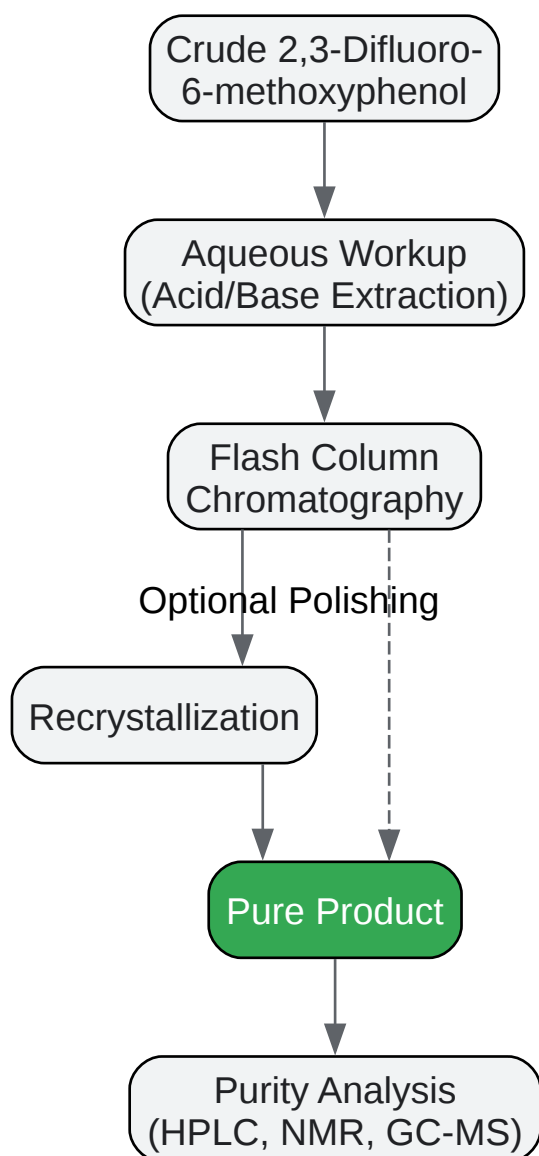 Crude 2,3-Difluoro-
6-methoxyphenol
Aqueous Workup
(Acid/Base Extraction)
Flash Column
Chromatography
Optional Polishing
Recrystallization
Pure Product
Purity Analysis
(HPLC, NMR, GC-MS)